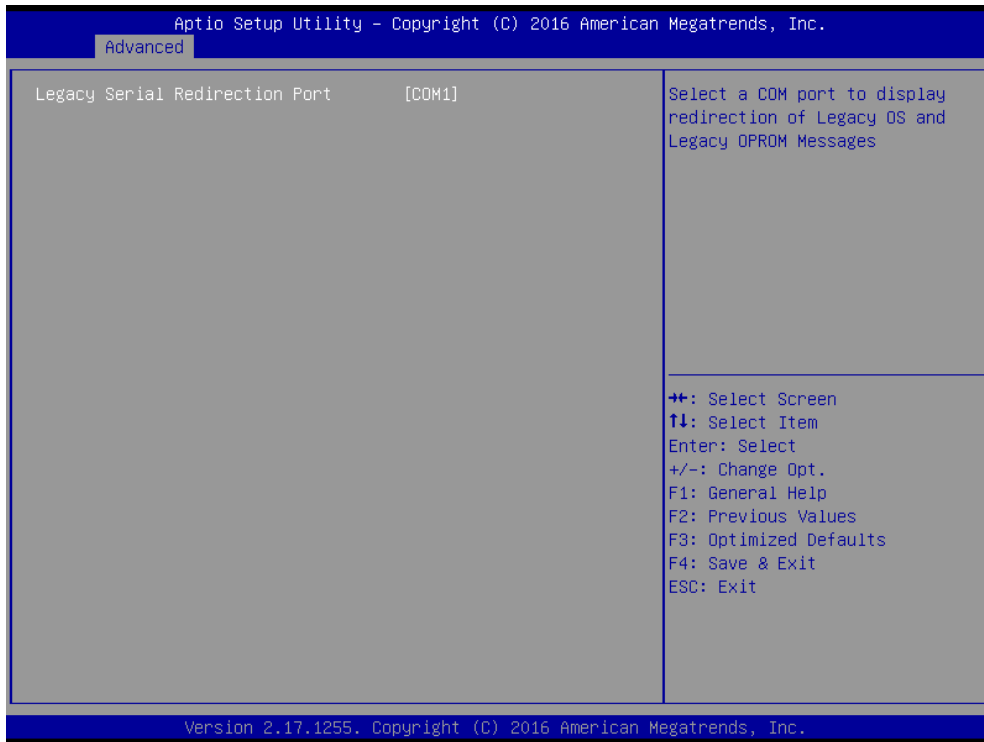 Aptio Setup Utility – Copyright (C) 2016 American Megatrends, Inc.
Advanced
Legacy Serial Redirection Port [COM1]
Select a COM port to display
redirection of Legacy OS and
Legacy OPROM Messages
→←: Select Screen
↑↓: Select Item
Enter: Select
+/-: Change Opt.
F1: General Help
F2: Previous Values
F3: Optimized Defaults
F4: Save & Exit
ESC: Exit
Version 2.17.1255. Copyright (C) 2016 American Megatrends, Inc.